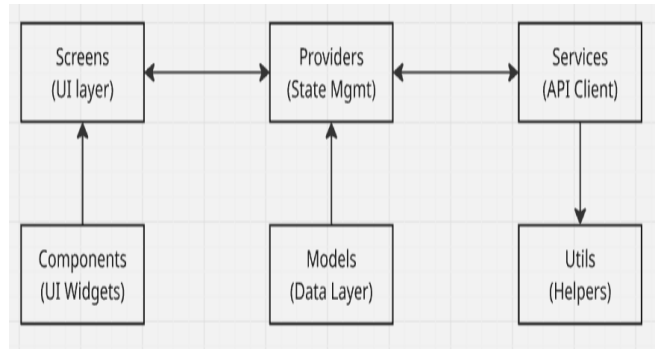 Screens
(UI layer)
Providers
(State Mgmt)
Services
(API Client)
Components
(UI Widgets)
Models
(Data Layer)
Utils
(Helpers)